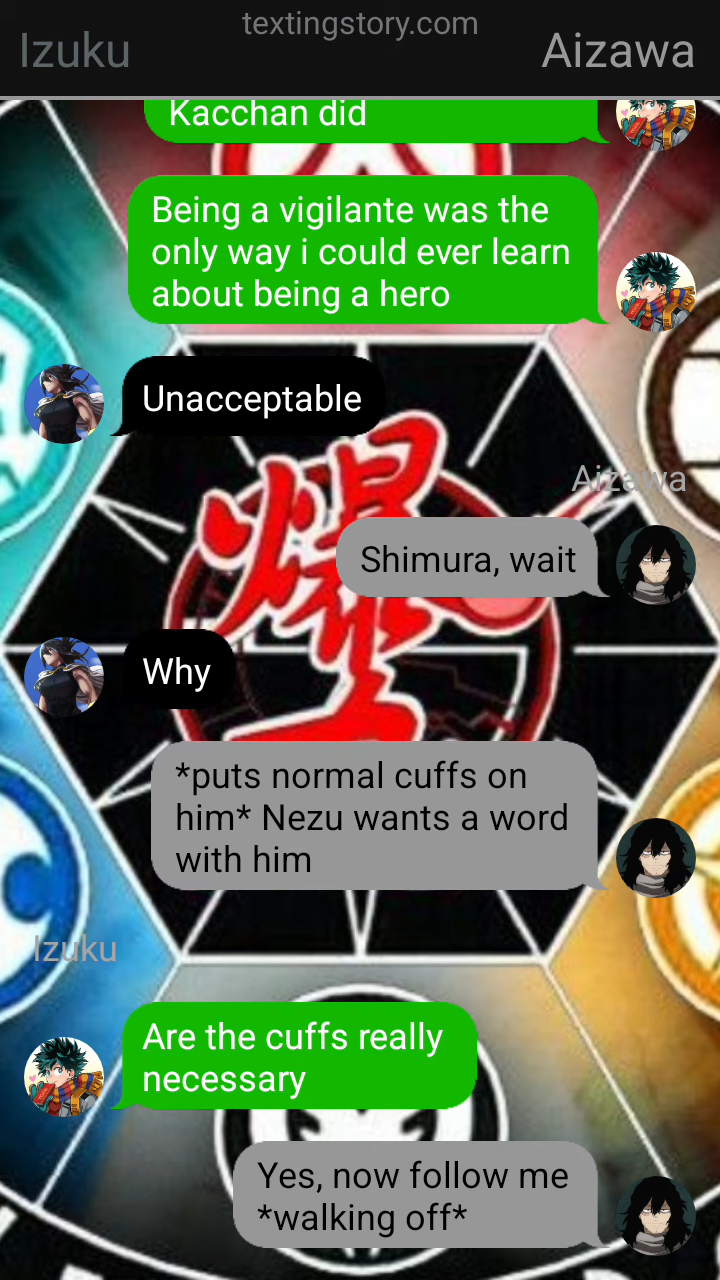 textingstory.com
Izuku
Aizawa
Kacchan did
Being a vigilante was the
only way i could ever learn
about being a hero
Unacceptable
Aizawa
Shimura, wait
Why
*puts normal cuffs on
him* Nezu wants a word
with him
Izuku
Are the cuffs really
necessary
Yes, now follow me
*walking off*
爆